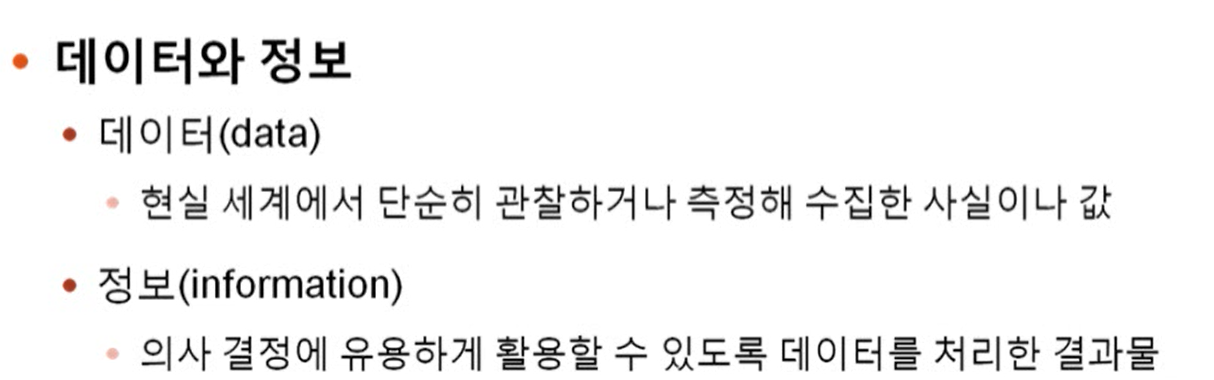 • 데이터와 정보
• 데이터(data)
• 현실 세계에서 단순히 관찰하거나 측정해 수집한 사실이나 값
• 정보(information)
• 의사 결정에 유용하게 활용할 수 있도록 데이터를 처리한 결과물